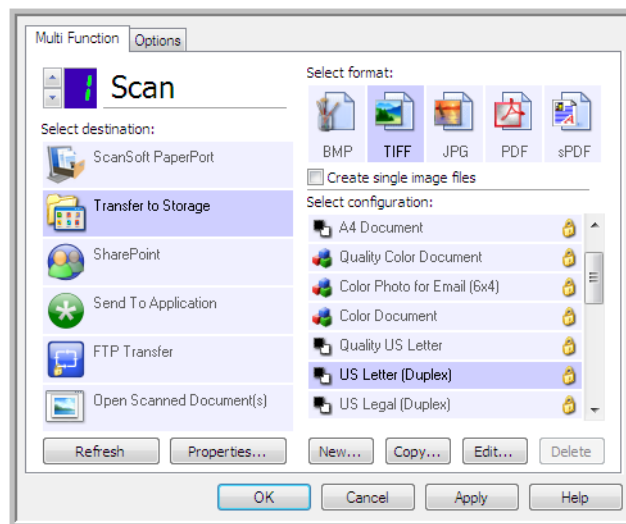 Multi Function
Options
1
Scan
Select destination:
ScanSoft PaperPort
Transfer to Storage
SharePoint
Send To Application
FTP Transfer
Open Scanned Document(s)
Refresh
Properties...
Select format:
BMP
TIFF
JPG
PDF
sPDF
Create single image files
Select configuration:
A4 Document
Quality Color Document
Color Photo for Email (6x4)
Color Document
Quality US Letter
US Letter (Duplex)
US Legal (Duplex)
New...
Copy...
Edit...
Delete
OK
Cancel
Apply
Help